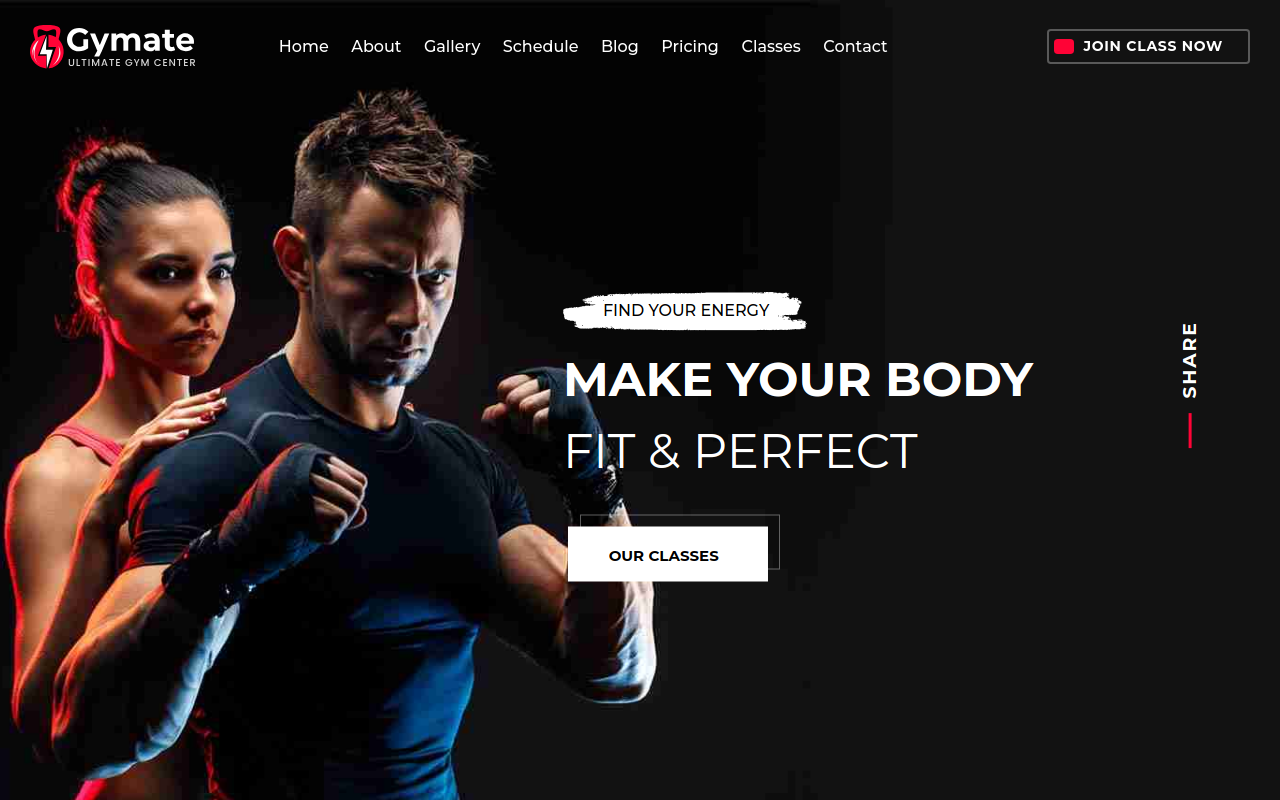 Gymate
ULTIMATE GYM CENTER
Home About Gallery Schedule Blog Pricing Classes Contact
JOIN CLASS NOW
FIND YOUR ENERGY
MAKE YOUR BODY
FIT & PERFECT
OUR CLASSES
SHARE